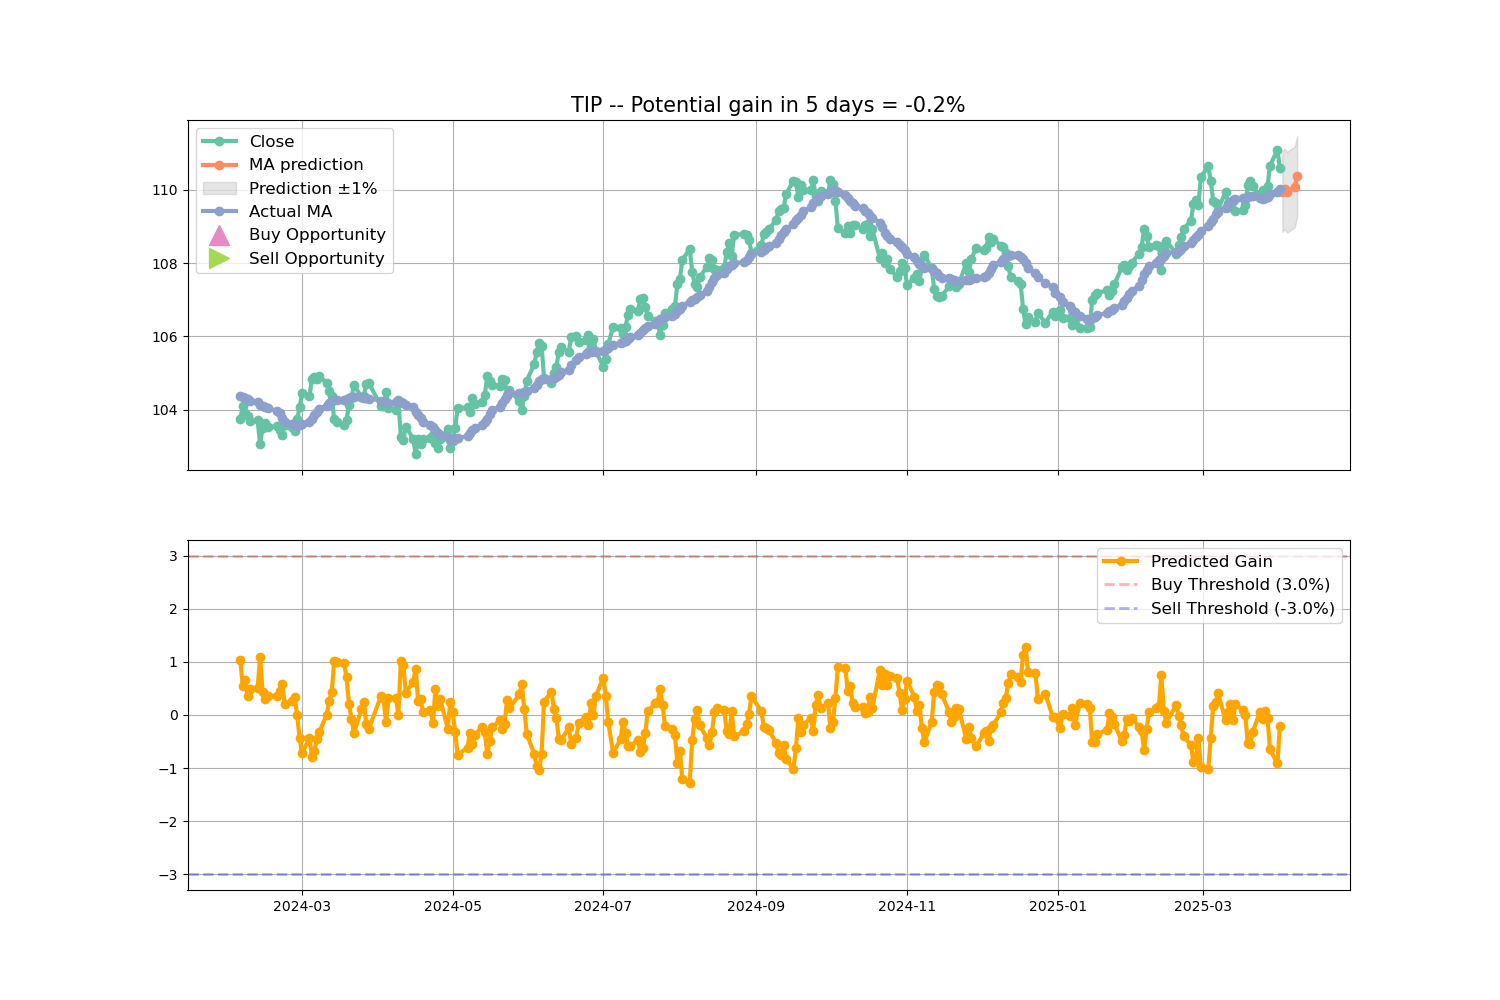 TIP -- Potential gain in 5 days = -0.2%
Close
MA prediction
Prediction ±1%
Actual MA
Buy Opportunity
Sell Opportunity
110
108
106
104
Predicted Gain
Buy Threshold (3.0%)
Sell Threshold (-3.0%)
3
2
1
0
−1
−2
−3
2024-03
2024-05
2024-07
2024-09
2024-11
2025-01
2025-03